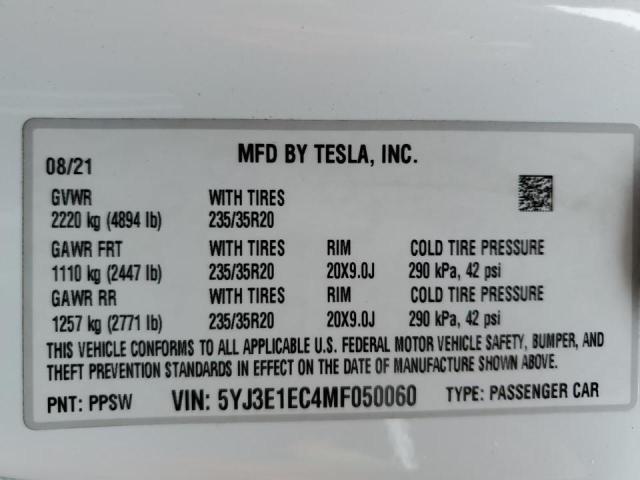 MFD BY TESLA, INC.
08/21
GVWR WITH TIRES
2220 kg (4894 lb) 235/35R20
GAWR FRT WITH TIRES RIM COLD TIRE PRESSURE
1110 kg (2447 lb) 235/35R20 20X9.0J 290 kPa, 42 psi
GAWR RR WITH TIRES RIM COLD TIRE PRESSURE
1257 kg (2771 lb) 235/35R20 20X9.0J 290 kPa, 42 psi
THIS VEHICLE CONFORMS TO ALL APPLICABLE U.S. FEDERAL MOTOR VEHICLE SAFETY, BUMPER, AND
THEFT PREVENTION STANDARDS IN EFFECT ON THE DATE OF MANUFACTURE SHOWN ABOVE.
PNT: PPSW VIN: 5YJ3E1EC4MF050060 TYPE: PASSENGER CAR